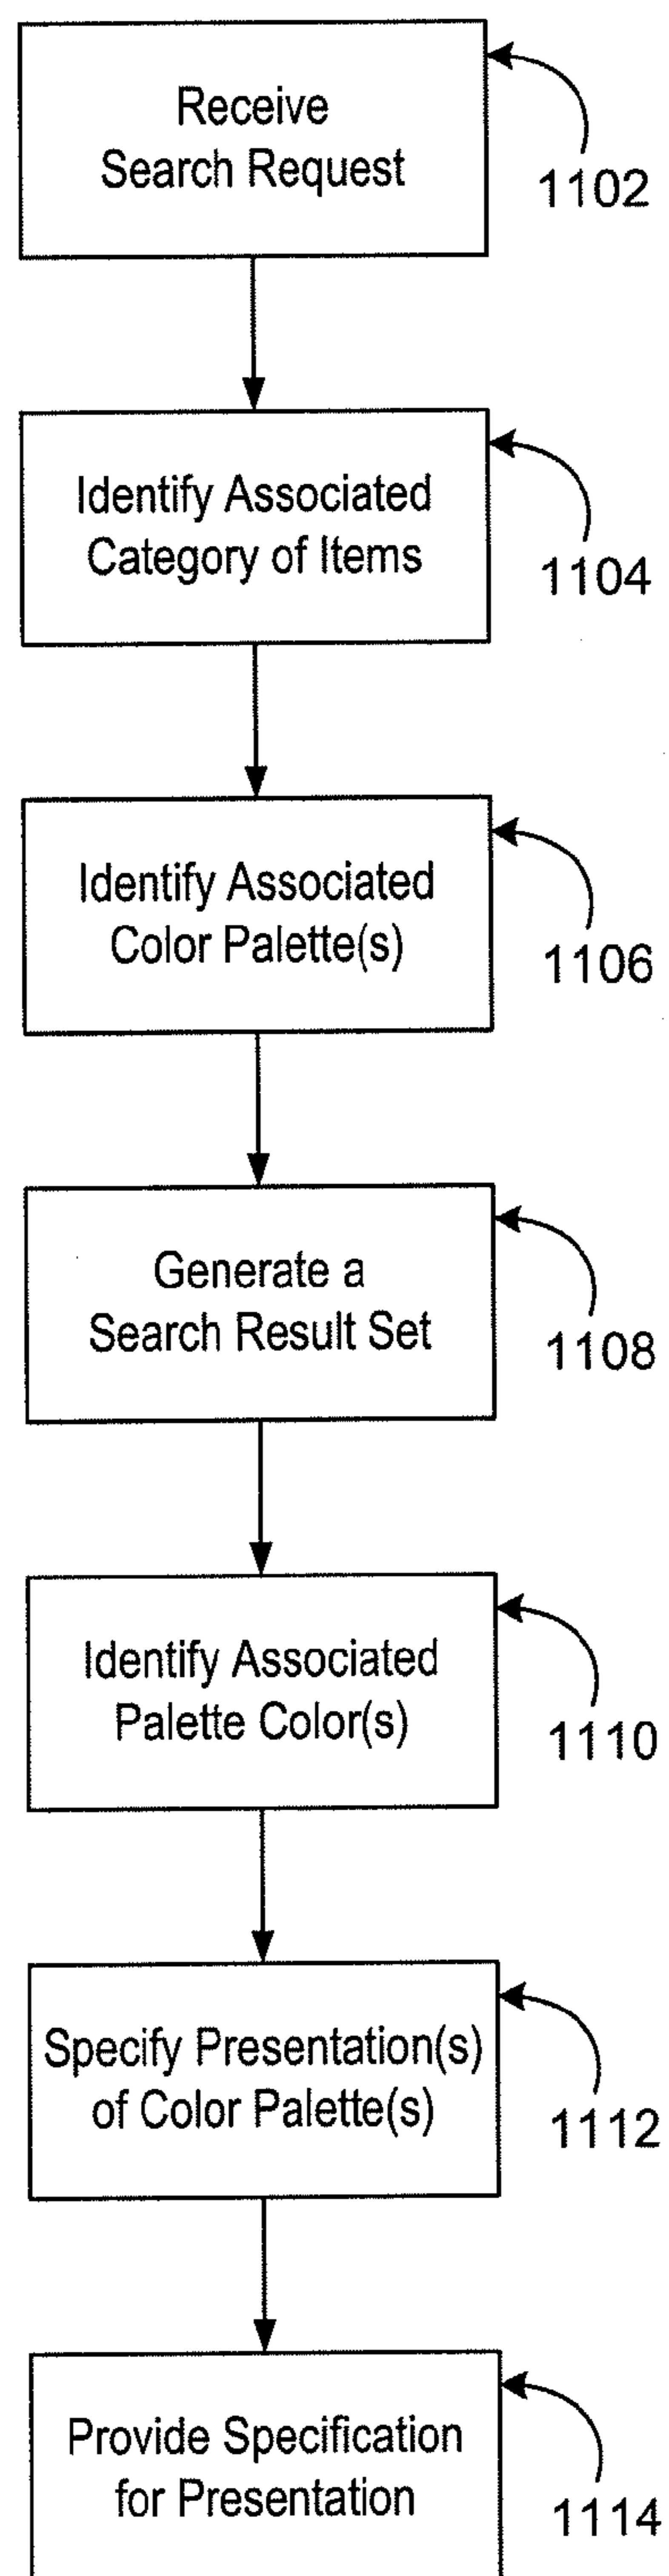 Receive
Search Request
1102
Identify Associated
Category of Items
1104
Identify Associated
Color Palette(s)
1106
Generate a
Search Result Set
1108
Identify Associated
Palette Color(s)
1110
Specify Presentation(s)
of Color Palette(s)
1112
Provide Specification
for Presentation
1114